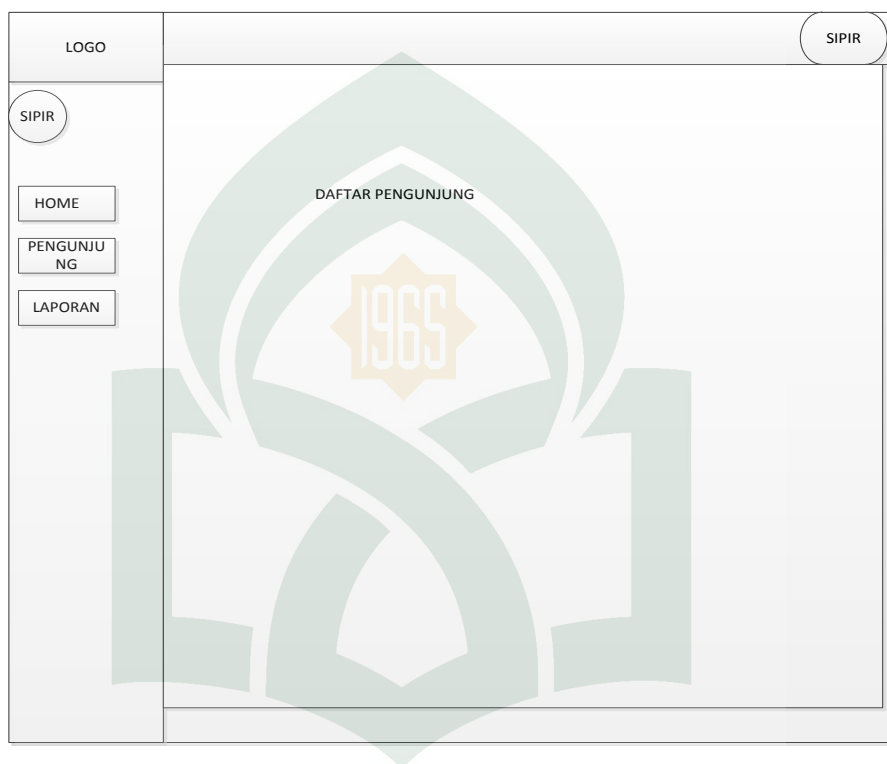 LOGO
SIPIR
SIPIR
HOME
PENGUNJU
NG
LAPORAN
DAFTAR PENGUNJUNG
1965